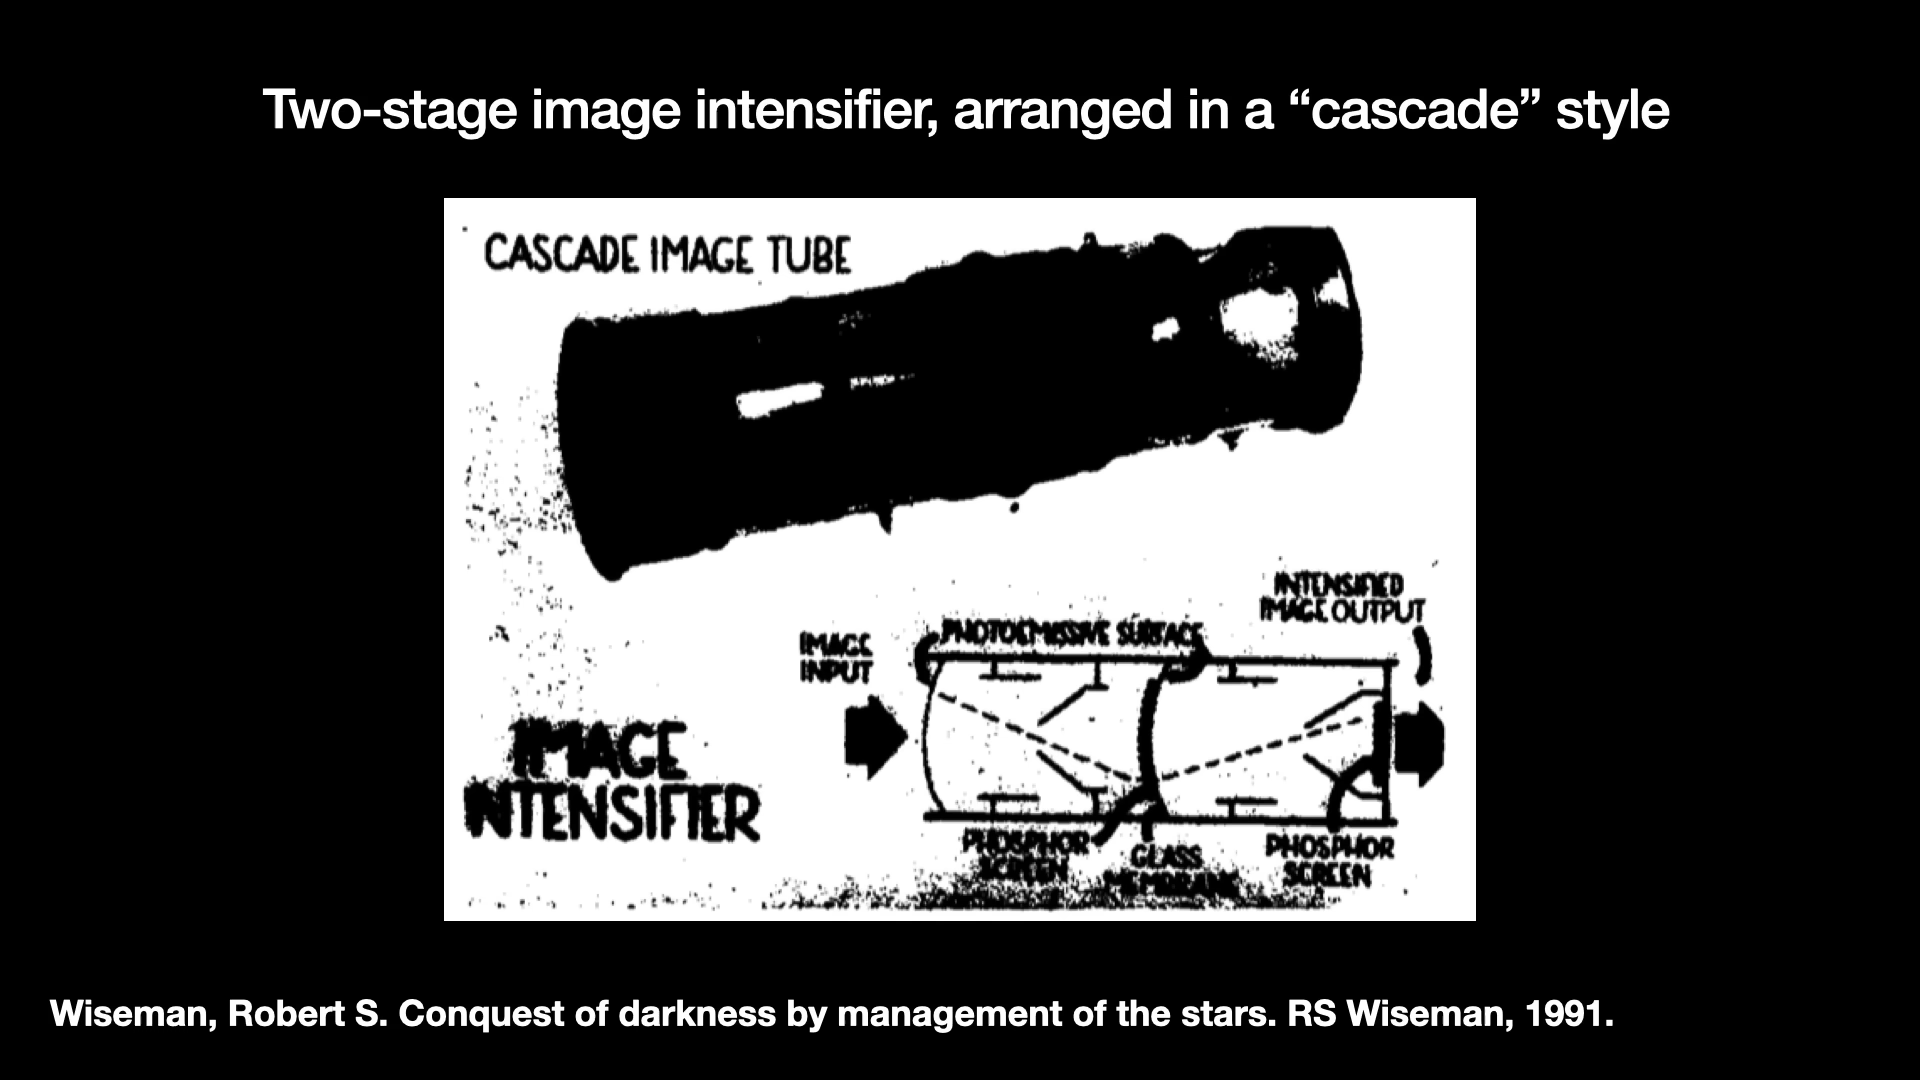 Two-stage image intensifier, arranged in a “cascade” style
CASCADE IMAGE TUBE
INTENSIFIED
IMAGE OUTPUT
PHOTOEMISSIVE SURFACE
IMAGE
INPUT
IMAGE
INTENSIFIER
PHOSPHOR
SCREEN
GLASS
MEMBRANE
PHOSPHOR
SCREEN
Wiseman, Robert S. Conquest of darkness by management of the stars. RS Wiseman, 1991.